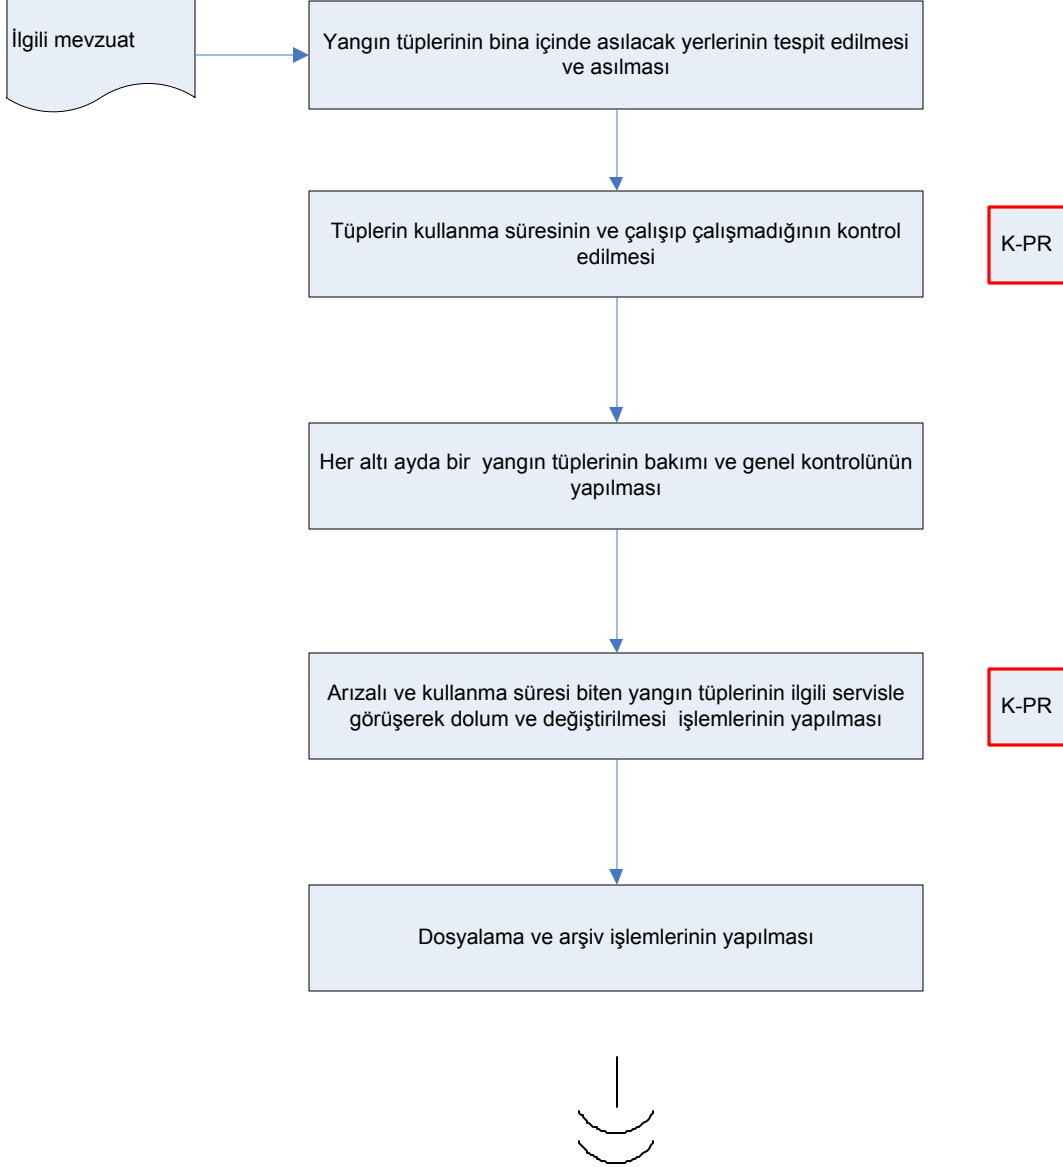 İlgili mevzuat
Yangın tüplerinin bina içinde asılacak yerlerinin tespit edilmesi
ve asılması
Tüplerin kullanma süresinin ve çalışıp çalışmadığının kontrol
edilmesi
K-PR
Her altı ayda bir  yangın tüplerinin bakımı ve genel kontrolünün
yapılması
Arızalı ve kullanma süresi biten yangın tüplerinin ilgili servisle
görüşerek dolum ve değiştirilmesi  işlemlerinin yapılması
K-PR
Dosyalama ve arşiv işlemlerinin yapılması